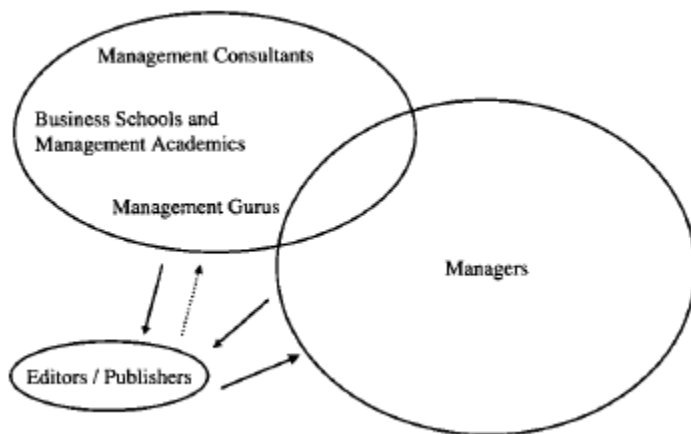 Management Consultants
Business Schools and
Management Academics
Management Gurus
Managers
Editors / Publishers